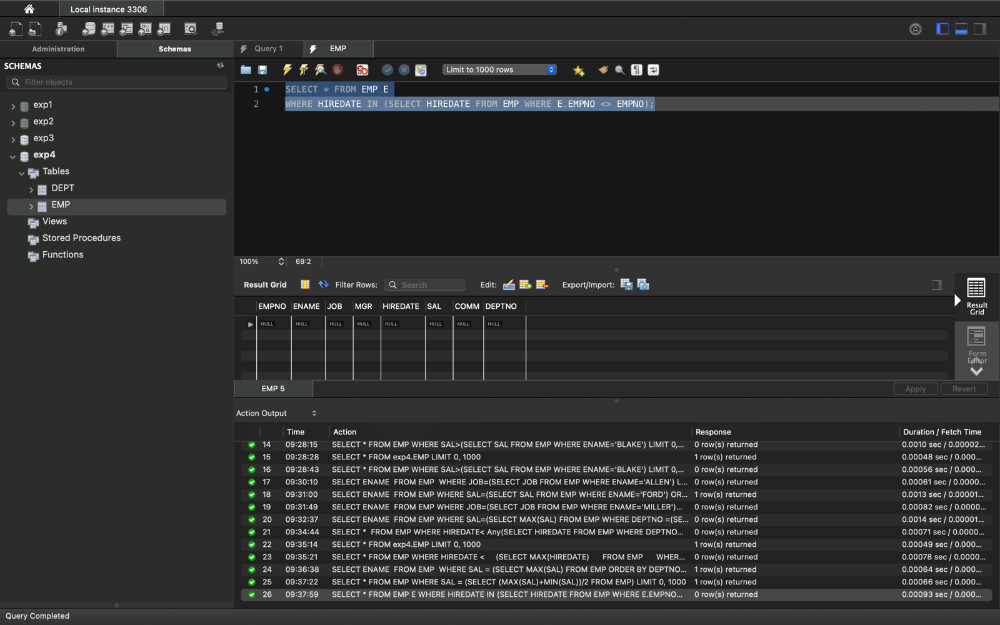 Local instance 3306
Administration
Schemas
Query 1
EMP
SCHEMAS
Filter objects
Limit to 1000 rows
exp1
exp2
exp3
exp4
Tables
DEPT
EMP
Views
Stored Procedures
Functions
1 SELECT * FROM EMP E
2 WHERE HIREDATE IN (SELECT HIREDATE FROM EMP WHERE E.EMPNO <> EMPNO);
100% 69:2
Result Grid Filter Rows: Search Edit: Export/Import:
EMPNO ENAME JOB MGR HIREDATE SAL COMM DEPTNO
NULL NULL NULL NULL NULL NULL NULL NULL
Result
Grid
Form
Editor
EMP 5
Apply Revert
Action Output
Time Action Response Duration / Fetch Time
14 09:28:15 SELECT * FROM EMP WHERE SAL>(SELECT SAL FROM EMP WHERE ENAME='BLAKE') LIMIT 0,... 0 row(s) returned 0.0010 sec / 0.00002...
15 09:28:28 SELECT * FROM exp4.EMP LIMIT 0, 1000 1 row(s) returned 0.00048 sec / 0.000...
16 09:28:43 SELECT * FROM EMP WHERE SAL>(SELECT SAL FROM EMP WHERE ENAME='BLAKE') LIMIT 0,... 0 row(s) returned 0.00056 sec / 0.000...
17 09:30:10 SELECT ENAME FROM EMP WHERE JOB=(SELECT JOB FROM EMP WHERE ENAME='ALLEN') L... 0 row(s) returned 0.00061 sec / 0.0000...
18 09:31:00 SELECT ENAME FROM EMP WHERE SAL=(SELECT SAL FROM EMP WHERE ENAME='FORD') OR... 1 row(s) returned 0.0013 sec / 0.00001...
19 09:31:49 SELECT ENAME FROM EMP WHERE JOB=(SELECT JOB FROM EMP WHERE ENAME='MILLER')... 0 row(s) returned 0.00082 sec / 0.0000...
20 09:32:37 SELECT ENAME FROM EMP WHERE SAL=(SELECT MAX(SAL) FROM EMP WHERE DEPTNO =(SE... 0 row(s) returned 0.0014 sec / 0.00001...
21 09:34:44 SELECT * FROM EMP WHERE HIREDATE< Any(SELECT HIREDATE FROM EMP WHERE DEPTNO... 0 row(s) returned 0.00071 sec / 0.0000...
22 09:35:14 SELECT * FROM exp4.EMP LIMIT 0, 1000 1 row(s) returned 0.00049 sec / 0.000...
23 09:35:21 SELECT * FROM EMP WHERE HIREDATE < (SELECT MAX(HIREDATE) FROM EMP WHER... 0 row(s) returned 0.00078 sec / 0.0000...
24 09:36:38 SELECT ENAME FROM EMP WHERE SAL = (SELECT MAX(SAL) FROM EMP ORDER BY DEPTNO... 1 row(s) returned 0.00064 sec / 0.000...
25 09:37:22 SELECT * FROM EMP WHERE SAL = (SELECT (MAX(SAL)+MIN(SAL))/2 FROM EMP) LIMIT 0, 1000 1 row(s) returned 0.00066 sec / 0.000...
26 09:37:59 SELECT * FROM EMP E WHERE HIREDATE IN (SELECT HIREDATE FROM EMP WHERE E.EMPNO... 0 row(s) returned 0.00093 sec / 0.000...
Query Completed